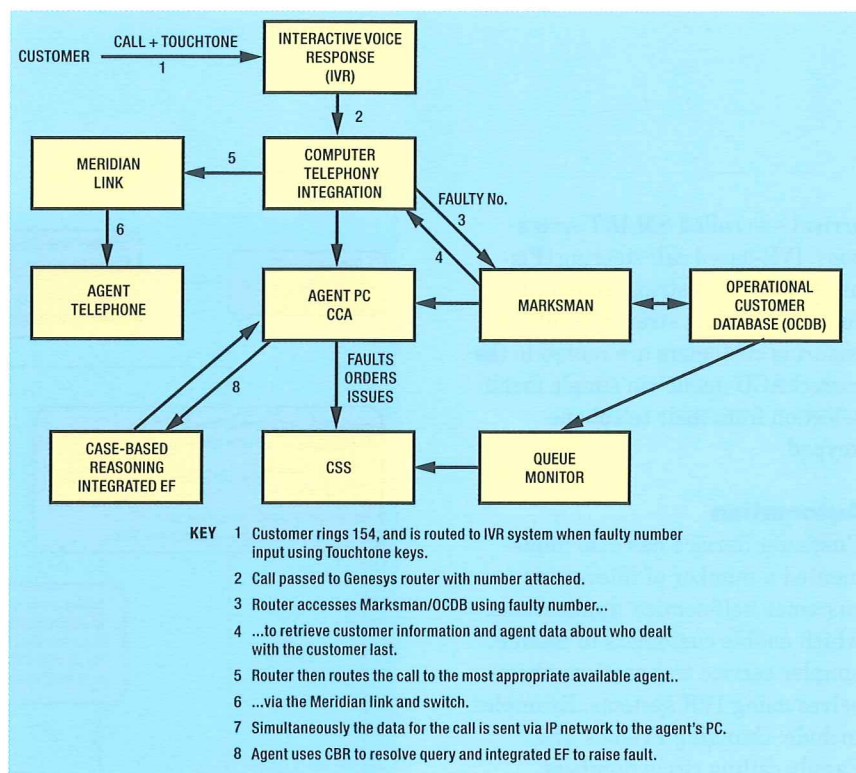 CUSTOMER
CALL + TOUCHTONE
1
INTERACTIVE VOICE
RESPONSE
(IVR)
2
MERIDIAN
LINK
5
COMPUTER
TELEPHONY
INTEGRATION
FAULTY No.
3
4
6
AGENT
TELEPHONE
AGENT PC
CCA
MARKSMAN
OPERATIONAL
CUSTOMER
DATABASE (OCDB)
8
FAULTS
ORDERS
ISSUES
CASE-BASED
REASONING
INTEGRATED EF
CSS
QUEUE
MONITOR
KEY 1 Customer rings 154, and is routed to IVR system when faulty number
input using Touchtone keys.
2 Call passed to Genesys router with number attached.
3 Router accesses Marksman/OCDB using faulty number...
4 ...to retrieve customer information and agent data about who dealt
with the customer last.
5 Router then routes the call to the most appropriate available agent..
6 ...via the Meridian link and switch.
7 Simultaneously the data for the call is sent via IP network to the agent's PC.
8 Agent uses CBR to resolve query and integrated EF to raise fault.